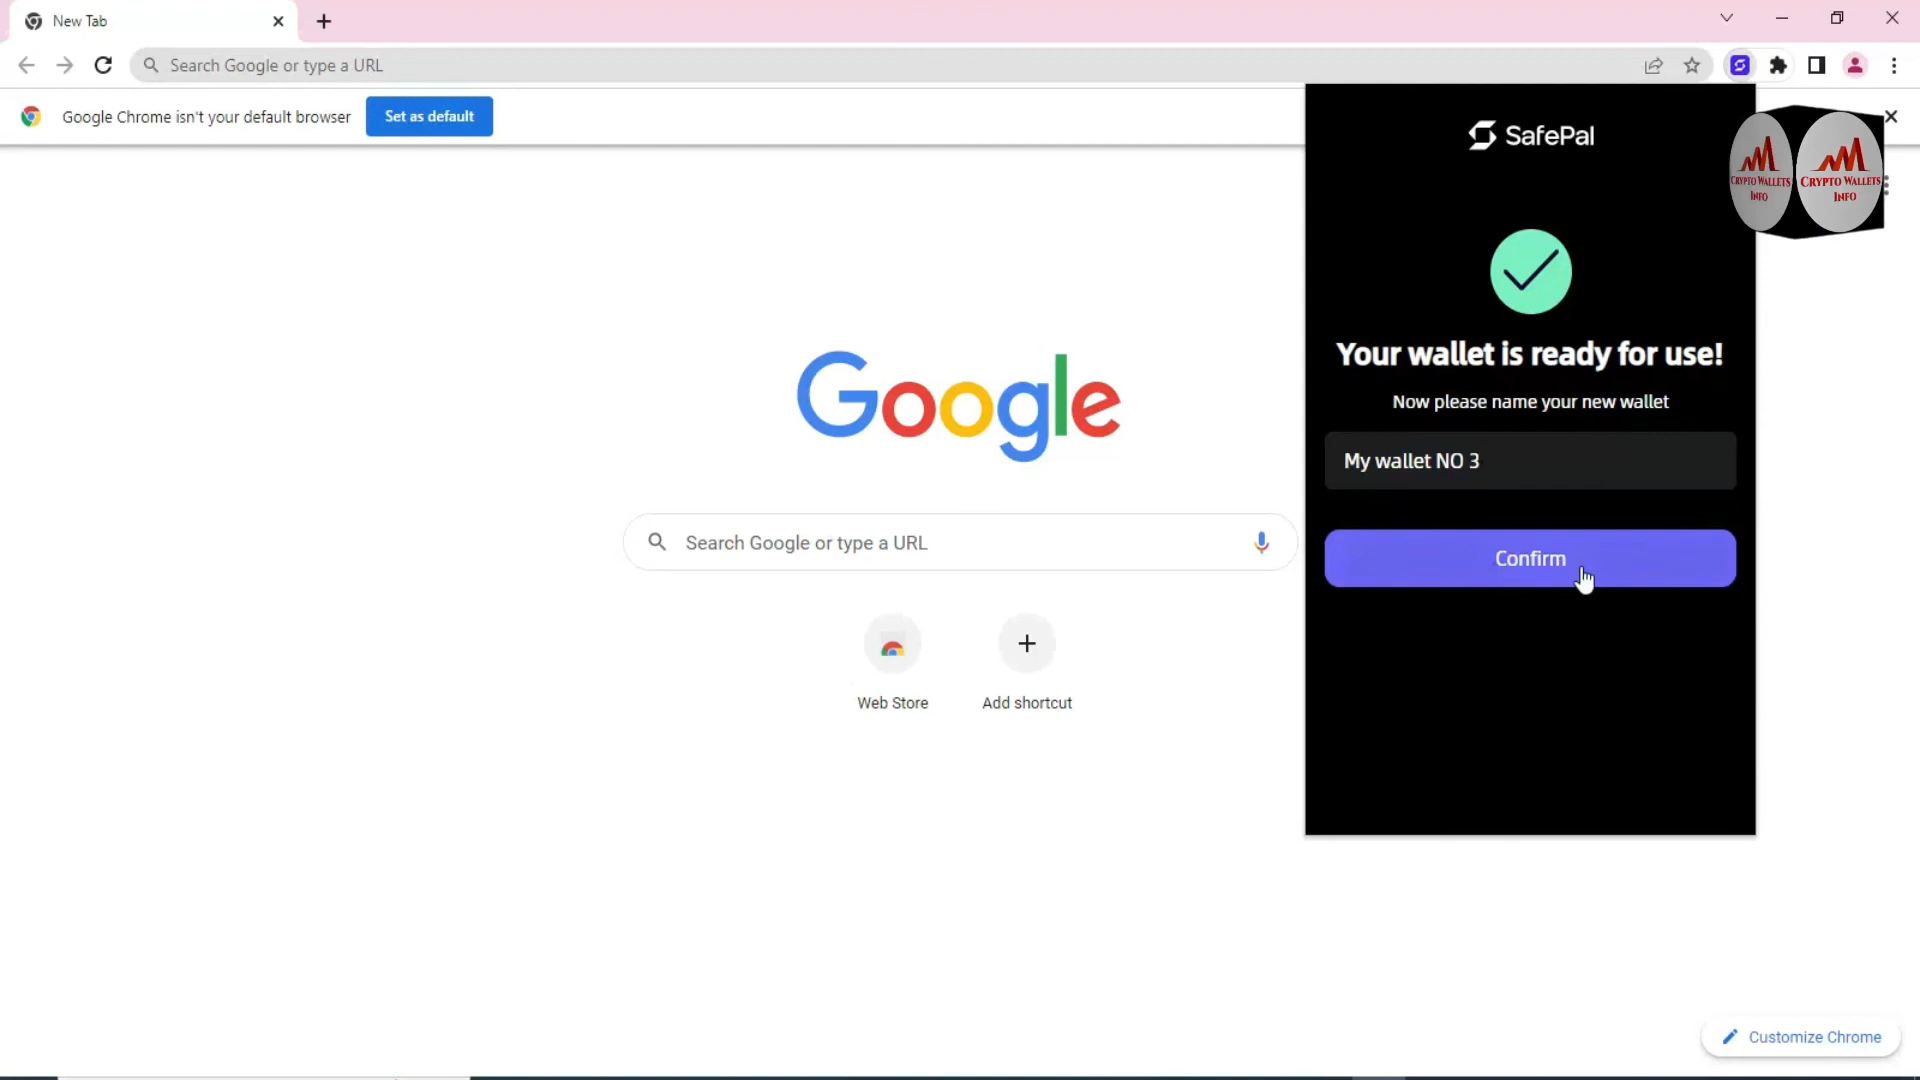 New Tab
Search Google or type a URL
Google Chrome isn't your default browser
Set as default
SafePal
CRYPTO WALLETS
INFO
CRYPTO WALLETS
INFO
Your wallet is ready for use!
Now please name your new wallet
My wallet NO 3
Confirm
Google
Search Google or type a URL
Web Store
Add shortcut
Customize Chrome